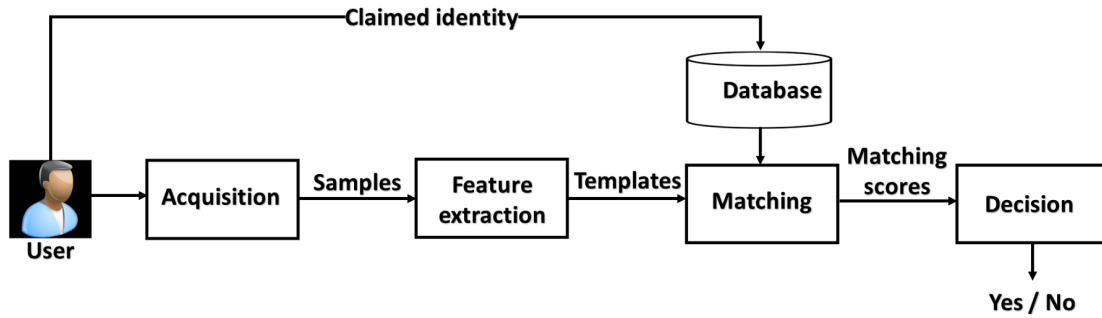 Claimed identity
Database
User
Acquisition
Samples
Feature
extraction
Templates
Matching
Matching
scores
Decision
Yes / No